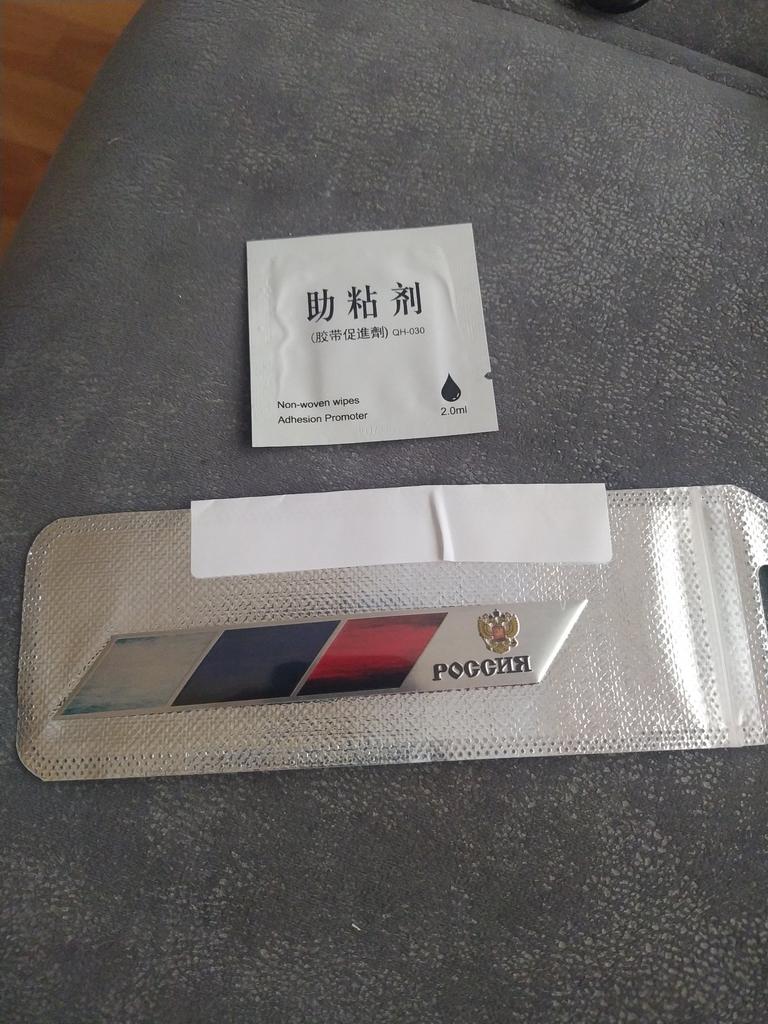 助粘剂
(胶带促進劑) QH-030
Non-woven wipes
Adhesion Promoter
2.0ml
РОССИЯ